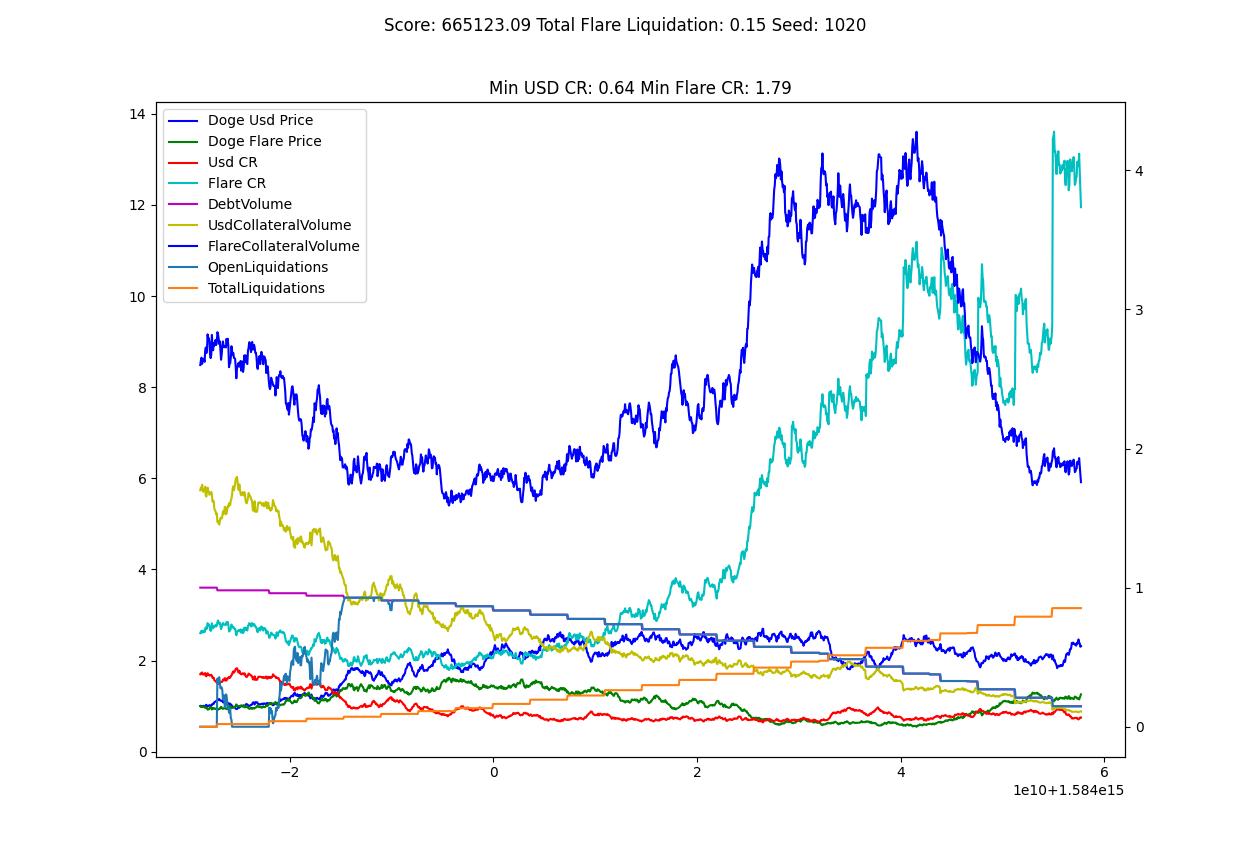 Score: 665123.09 Total Flare Liquidation: 0.15 Seed: 1020
Min USD CR: 0.64 Min Flare CR: 1.79
Doge Usd Price
Doge Flare Price
Usd CR
Flare CR
DebtVolume
UsdCollateralVolume
FlareCollateralVolume
OpenLiquidations
TotalLiquidations
14
12
10
8
6
4
2
0
4
3
2
1
0
−2 0 2 4 6
1e10+1.584e15